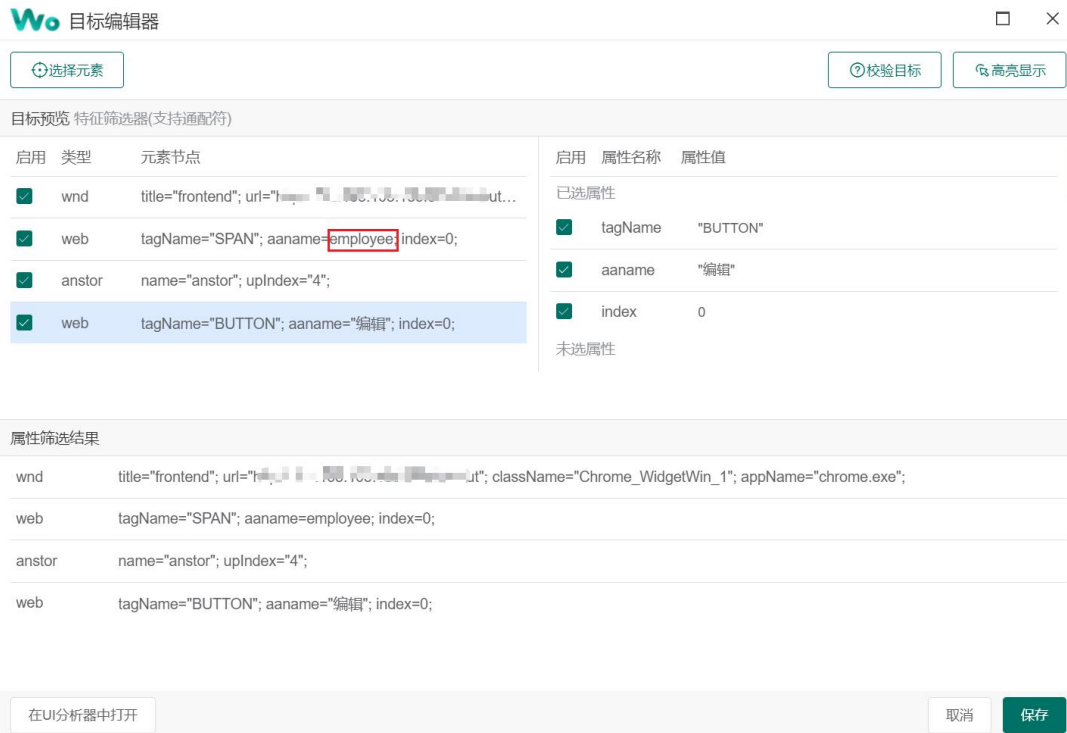 Wo 目标编辑器
选择元素
校验目标
高亮显示
目标预览 特征筛选器(支持通配符)
启用 类型 元素节点
wnd title="frontend"; url="h ut…
web tagName="SPAN"; aaname=employee; index=0;
anstor name="anstor"; upIndex="4";
web tagName="BUTTON"; aaname="编辑"; index=0;
启用 属性名称 属性值
已选属性
tagName "BUTTON"
aaname "编辑"
index 0
未选属性
属性筛选结果
wnd title="frontend"; url="h ut"; className="Chrome_WidgetWin_1"; appName="chrome.exe";
web tagName="SPAN"; aaname=employee; index=0;
anstor name="anstor"; upIndex="4";
web tagName="BUTTON"; aaname="编辑"; index=0;
在UI分析器中打开
取消
保存